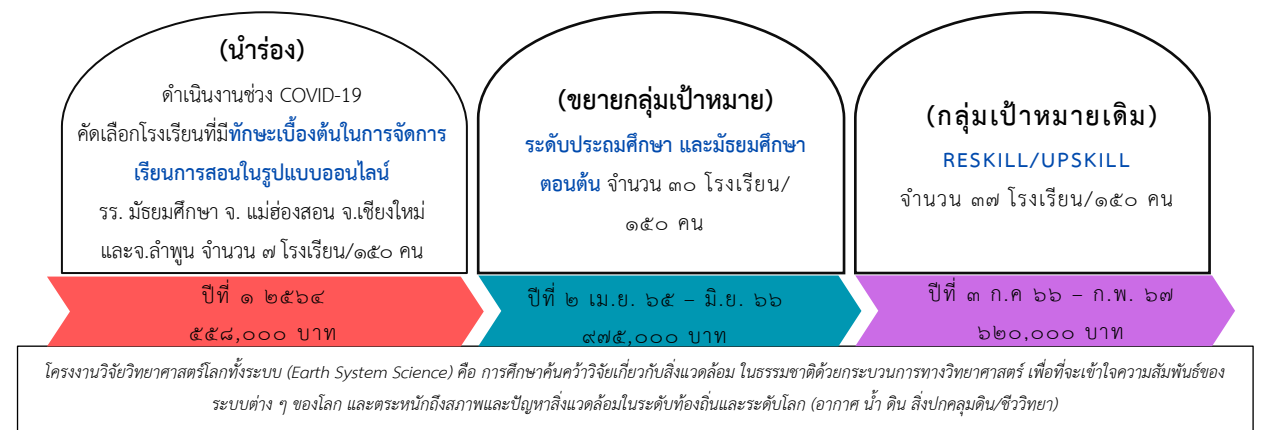 (นำร่อง)
ดำเนินงานช่วง COVID-19
คัดเลือกโรงเรียนที่มีทักษะเบื้องต้นในการจัดการ
เรียนการสอนในรูปแบบออนไลน์
รร. มัธยมศึกษา จ. แม่ฮ่องสอน จ.เชียงใหม่
และจ.ลำพูน จำนวน ๗ โรงเรียน/๑๕๐ คน
ปีที่ ๑ ๒๕๖๔
๕๕๘,๐๐๐ บาท
(ขยายกลุ่มเป้าหมาย)
ระดับประถมศึกษา และมัธยมศึกษา
ตอนต้น จำนวน ๓๐ โรงเรียน/
๑๕๐ คน
ปีที่ ๒ เม.ย. ๖๕ – มิ.ย. ๖๖
๙๗๕,๐๐๐ บาท
(กลุ่มเป้าหมายเดิม)
RESKILL/UPSKILL
จำนวน ๓๗ โรงเรียน/๑๕๐ คน
ปีที่ ๓ ก.ค ๖๖ – ก.พ. ๖๗
๖๒๐,๐๐๐ บาท
โครงงานวิจัยวิทยาศาสตร์โลกทั้งระบบ (Earth System Science) คือ การศึกษาค้นคว้าวิจัยเกี่ยวกับสิ่งแวดล้อม ในธรรมชาติด้วยกระบวนการทางวิทยาศาสตร์ เพื่อที่จะเข้าใจความสัมพันธ์ของ
ระบบต่าง ๆ ของโลก และตระหนักถึงสภาพและปัญหาสิ่งแวดล้อมในระดับท้องถิ่นและระดับโลก (อากาศ น้ำ ดิน สิ่งปกคลุมดิน/ชีววิทยา)